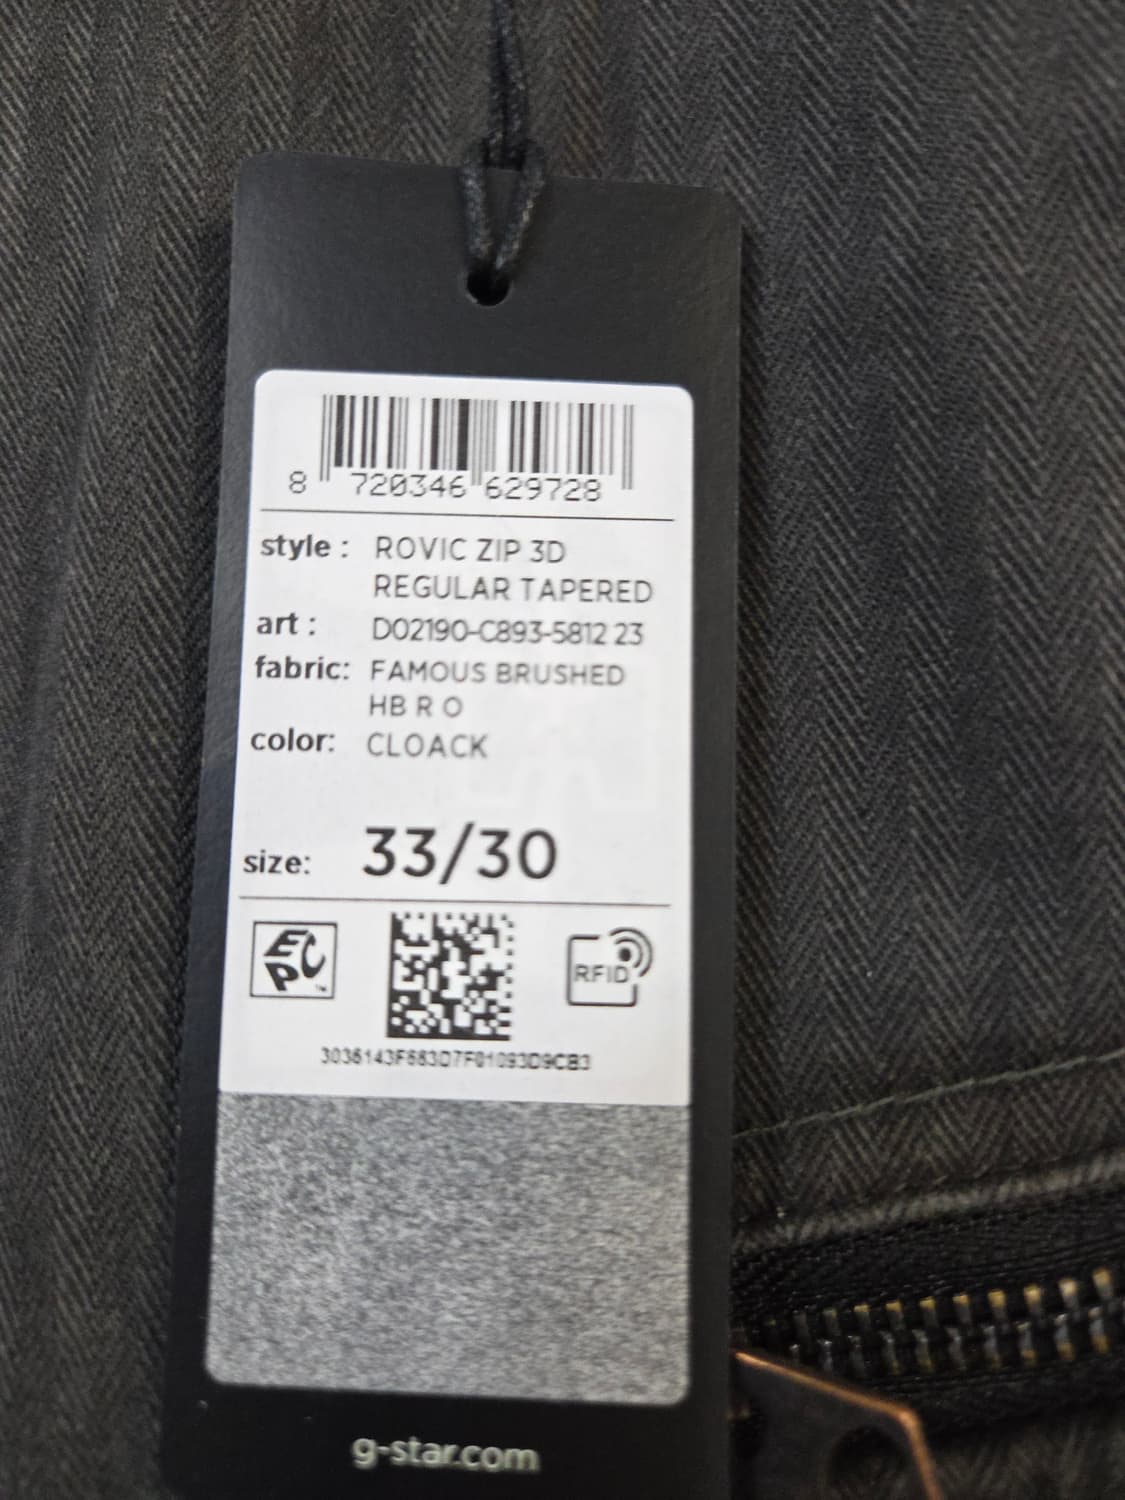 8 720346 629728
style : ROVIC ZIP 3D
REGULAR TAPERED
art : D02190-C893-5812 23
fabric: FAMOUS BRUSHED
HB R O
color: CLOACK
size: 33/30
EPC™
RFID
3036143F683D7F01093D9CB3
g-star.com